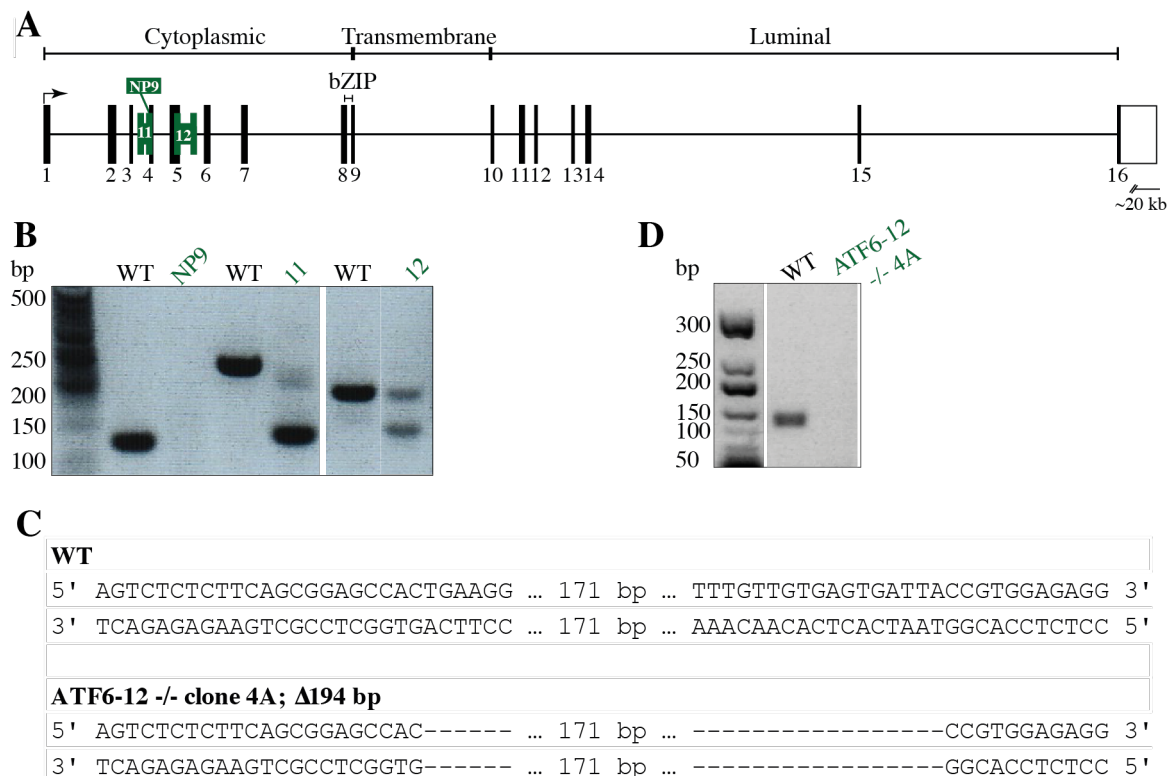 A
Cytoplasmic Transmembrane Luminal
NP9 bZIP
11 12
1 2 3 4 5 6 7 8 9 10 11 12 13 14 15 16
~20 kb
B
bp WT NP9 WT 11 WT 12
500
250
200
150
100
D
bp WT ATF6-12
-/- 4A
300
250
200
150
100
50
C
WT
5' AGTCTCTCTTCAGCGGAGCCACTGAAGG … 171 bp … TTTGTTGTGAGTGATTACCGTGGAGAGG 3'
3' TCAGAGAGAAGTCGCCTCGGTGACTTCC … 171 bp … AAACAACACTCACTAATGGCACCTCTCC 5'
ATF6-12 -/- clone 4A; Δ194 bp
5' AGTCTCTCTTCAGCGGAGCCAC------ … 171 bp … ----------------CCGTGGAGAGG 3'
3' TCAGAGAGAAGTCGCCTCGGTG------ … 171 bp … ----------------GGCACCTCTCC 5'